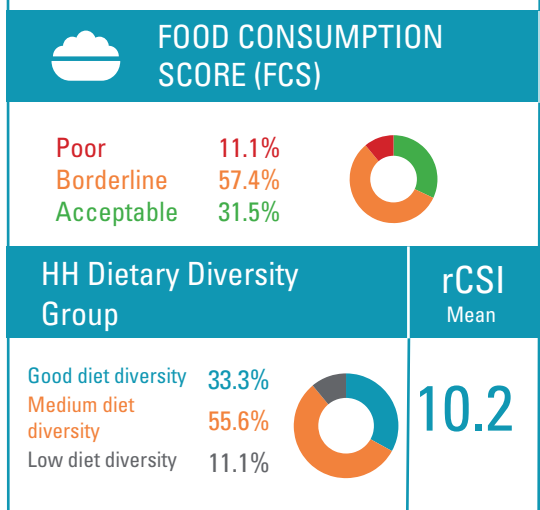 FOOD CONSUMPTION
SCORE (FCS)
Poor 11.1%
Borderline 57.4%
Acceptable 31.5%
HH Dietary Diversity
Group
rCSI
Mean
Good diet diversity 33.3%
Medium diet
diversity 55.6%
Low diet diversity 11.1%
10.2